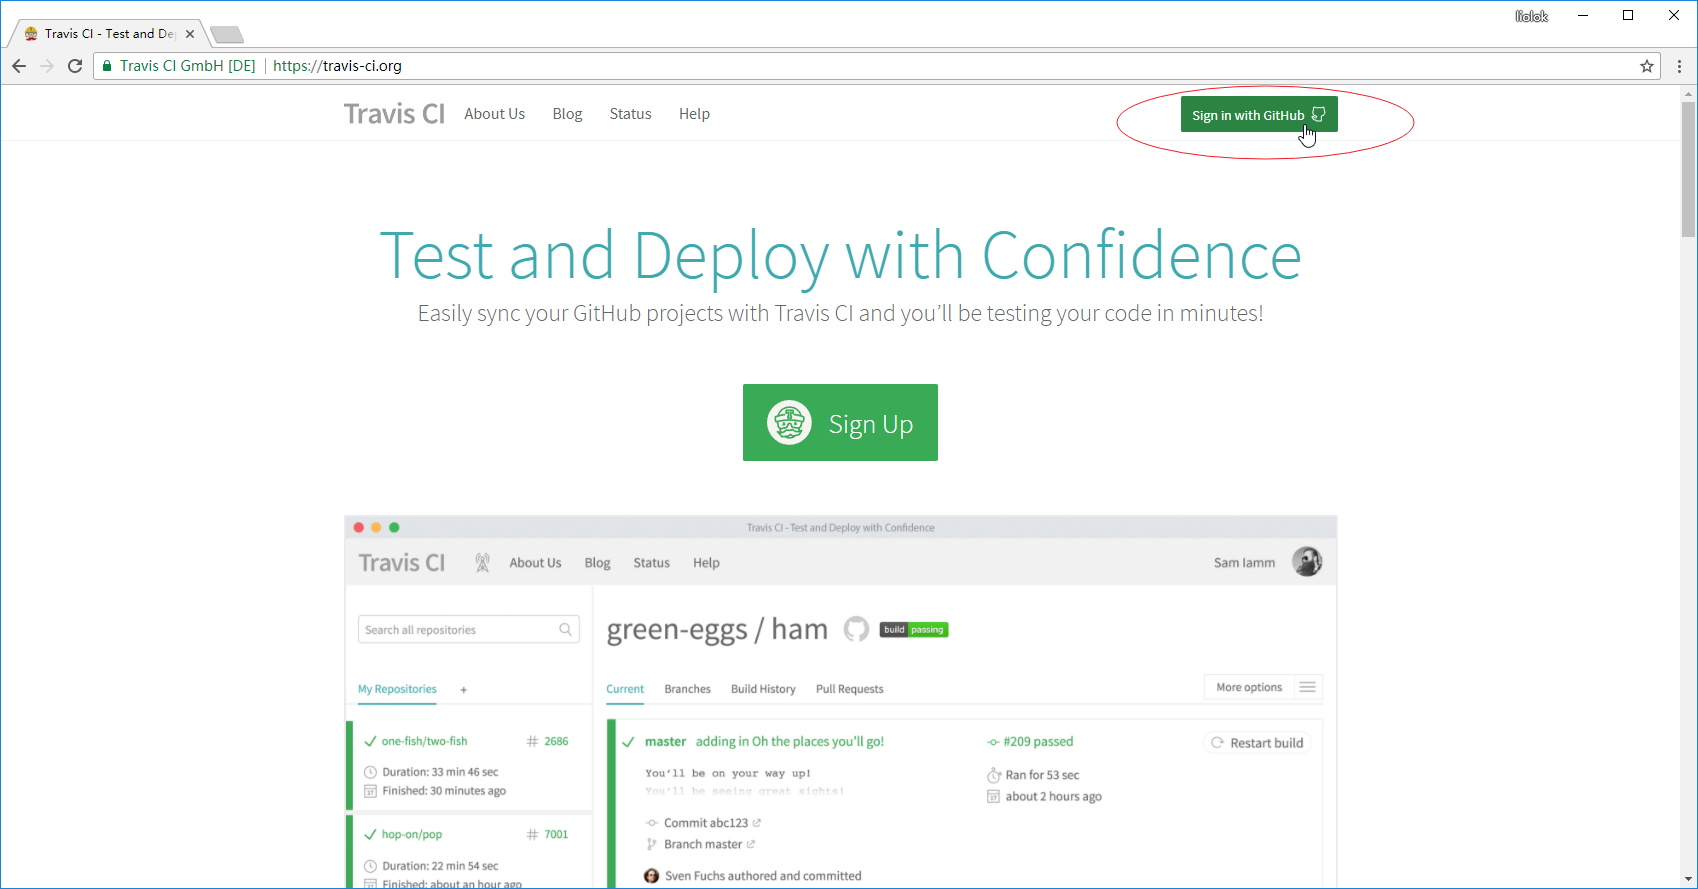 liolok
Travis CI - Test and De
Travis CI GmbH [DE] https://travis-ci.org
Travis CI About Us Blog Status Help Sign in with GitHub
Test and Deploy with Confidence
Easily sync your GitHub projects with Travis CI and you’ll be testing your code in minutes!
Sign Up
Travis CI - Test and Deploy with Confidence
Travis CI About Us Blog Status Help Sam Iamm
Search all repositories
green-eggs / ham build passing
My Repositories +
Current Branches Build History Pull Requests More options
one-fish/two-fish # 2686
Duration: 33 min 46 sec
Finished: 30 minutes ago
hop-on/pop # 7001
Duration: 22 min 54 sec
Finished: about an hour ago
master adding in Oh the places you'll go! #209 passed Restart build
You'll be on your way up!
You'll be seeing great sights!
Ran for 53 sec
about 2 hours ago
Commit abc123
Branch master
Sven Fuchs authored and committed